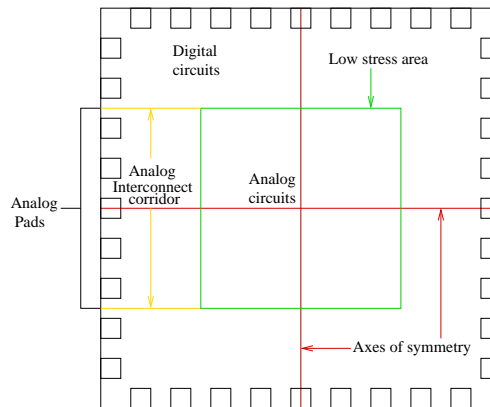 Digital
circuits
Low stress area
Analog
Interconnect
corridor
Analog
circuits
Analog
Pads
Axes of symmetry